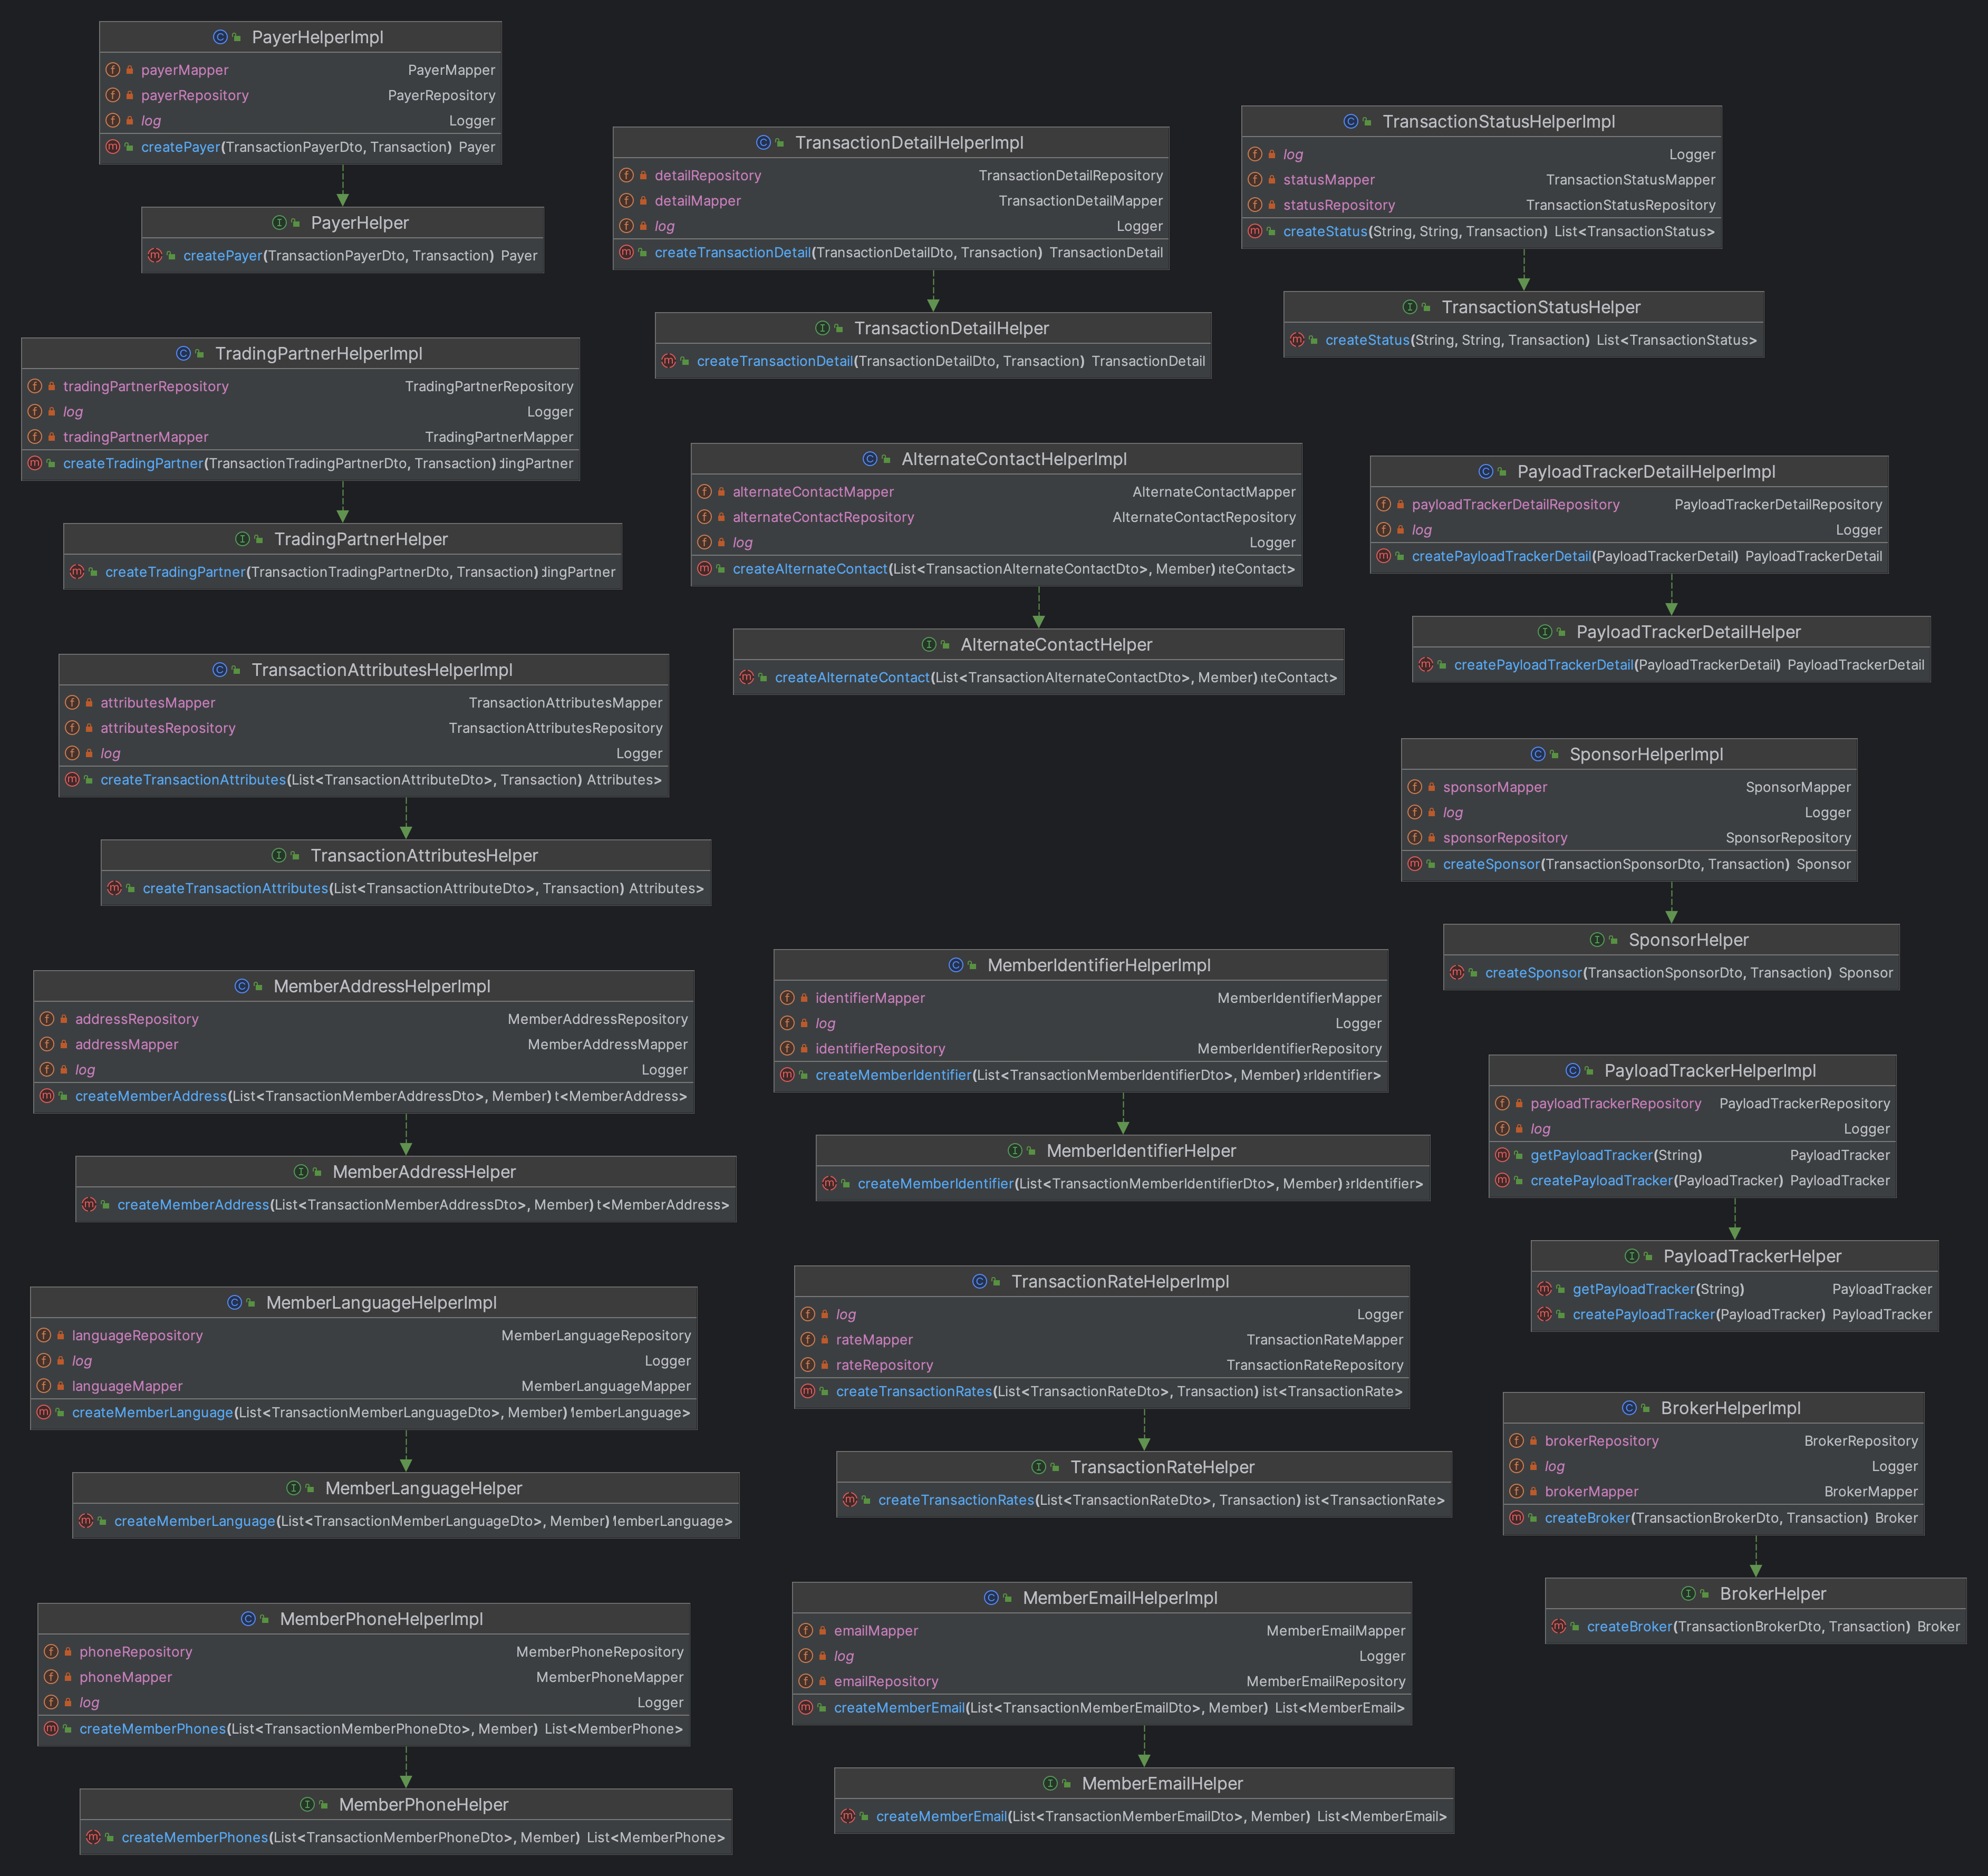 PayerHelperImpl
payerMapper PayerMapper
payerRepository PayerRepository
log Logger
createPayer(TransactionPayerDto, Transaction) Payer
PayerHelper
createPayer(TransactionPayerDto, Transaction) Payer
TransactionDetailHelperImpl
detailRepository TransactionDetailRepository
detailMapper TransactionDetailMapper
log Logger
createTransactionDetail(TransactionDetailDto, Transaction) TransactionDetail
TransactionDetailHelper
createTransactionDetail(TransactionDetailDto, Transaction) TransactionDetail
TransactionStatusHelperImpl
log Logger
statusMapper TransactionStatusMapper
statusRepository TransactionStatusRepository
createStatus(String, String, Transaction) List<TransactionStatus>
TransactionStatusHelper
createStatus(String, String, Transaction) List<TransactionStatus>
TradingPartnerHelperImpl
tradingPartnerRepository TradingPartnerRepository
log Logger
tradingPartnerMapper TradingPartnerMapper
createTradingPartner(TransactionTradingPartnerDto, Transaction) dingPartner
TradingPartnerHelper
createTradingPartner(TransactionTradingPartnerDto, Transaction) dingPartner
AlternateContactHelperImpl
alternateContactMapper AlternateContactMapper
alternateContactRepository AlternateContactRepository
log Logger
createAlternateContact(List<TransactionAlternateContactDto>, Member) teContact>
AlternateContactHelper
createAlternateContact(List<TransactionAlternateContactDto>, Member) teContact>
PayloadTrackerDetailHelperImpl
payloadTrackerDetailRepository PayloadTrackerDetailRepository
log Logger
createPayloadTrackerDetail(PayloadTrackerDetail) PayloadTrackerDetail
PayloadTrackerDetailHelper
createPayloadTrackerDetail(PayloadTrackerDetail) PayloadTrackerDetail
TransactionAttributesHelperImpl
attributesMapper TransactionAttributesMapper
attributesRepository TransactionAttributesRepository
log Logger
createTransactionAttributes(List<TransactionAttributeDto>, Transaction) Attributes>
TransactionAttributesHelper
createTransactionAttributes(List<TransactionAttributeDto>, Transaction) Attributes>
SponsorHelperImpl
sponsorMapper SponsorMapper
log Logger
sponsorRepository SponsorRepository
createSponsor(TransactionSponsorDto, Transaction) Sponsor
SponsorHelper
createSponsor(TransactionSponsorDto, Transaction) Sponsor
MemberAddressHelperImpl
addressRepository MemberAddressRepository
addressMapper MemberAddressMapper
log Logger
createMemberAddress(List<TransactionMemberAddressDto>, Member) t<MemberAddress>
MemberAddressHelper
createMemberAddress(List<TransactionMemberAddressDto>, Member) t<MemberAddress>
MemberIdentifierHelperImpl
identifierMapper MemberIdentifierMapper
log Logger
identifierRepository MemberIdentifierRepository
createMemberIdentifier(List<TransactionMemberIdentifierDto>, Member) erIdentifier>
MemberIdentifierHelper
createMemberIdentifier(List<TransactionMemberIdentifierDto>, Member) erIdentifier>
PayloadTrackerHelperImpl
payloadTrackerRepository PayloadTrackerRepository
log Logger
getPayloadTracker(String) PayloadTracker
createPayloadTracker(PayloadTracker) PayloadTracker
PayloadTrackerHelper
getPayloadTracker(String) PayloadTracker
createPayloadTracker(PayloadTracker) PayloadTracker
MemberLanguageHelperImpl
languageRepository MemberLanguageRepository
log Logger
languageMapper MemberLanguageMapper
createMemberLanguage(List<TransactionMemberLanguageDto>, Member) MemberLanguage>
MemberLanguageHelper
createMemberLanguage(List<TransactionMemberLanguageDto>, Member) MemberLanguage>
TransactionRateHelperImpl
log Logger
rateMapper TransactionRateMapper
rateRepository TransactionRateRepository
createTransactionRates(List<TransactionRateDto>, Transaction) ist<TransactionRate>
TransactionRateHelper
createTransactionRates(List<TransactionRateDto>, Transaction) ist<TransactionRate>
BrokerHelperImpl
brokerRepository BrokerRepository
log Logger
brokerMapper BrokerMapper
createBroker(TransactionBrokerDto, Transaction) Broker
BrokerHelper
createBroker(TransactionBrokerDto, Transaction) Broker
MemberPhoneHelperImpl
phoneRepository MemberPhoneRepository
phoneMapper MemberPhoneMapper
log Logger
createMemberPhones(List<TransactionMemberPhoneDto>, Member) List<MemberPhone>
MemberPhoneHelper
createMemberPhones(List<TransactionMemberPhoneDto>, Member) List<MemberPhone>
MemberEmailHelperImpl
emailMapper MemberEmailMapper
log Logger
emailRepository MemberEmailRepository
createMemberEmail(List<TransactionMemberEmailDto>, Member) List<MemberEmail>
MemberEmailHelper
createMemberEmail(List<TransactionMemberEmailDto>, Member) List<MemberEmail>